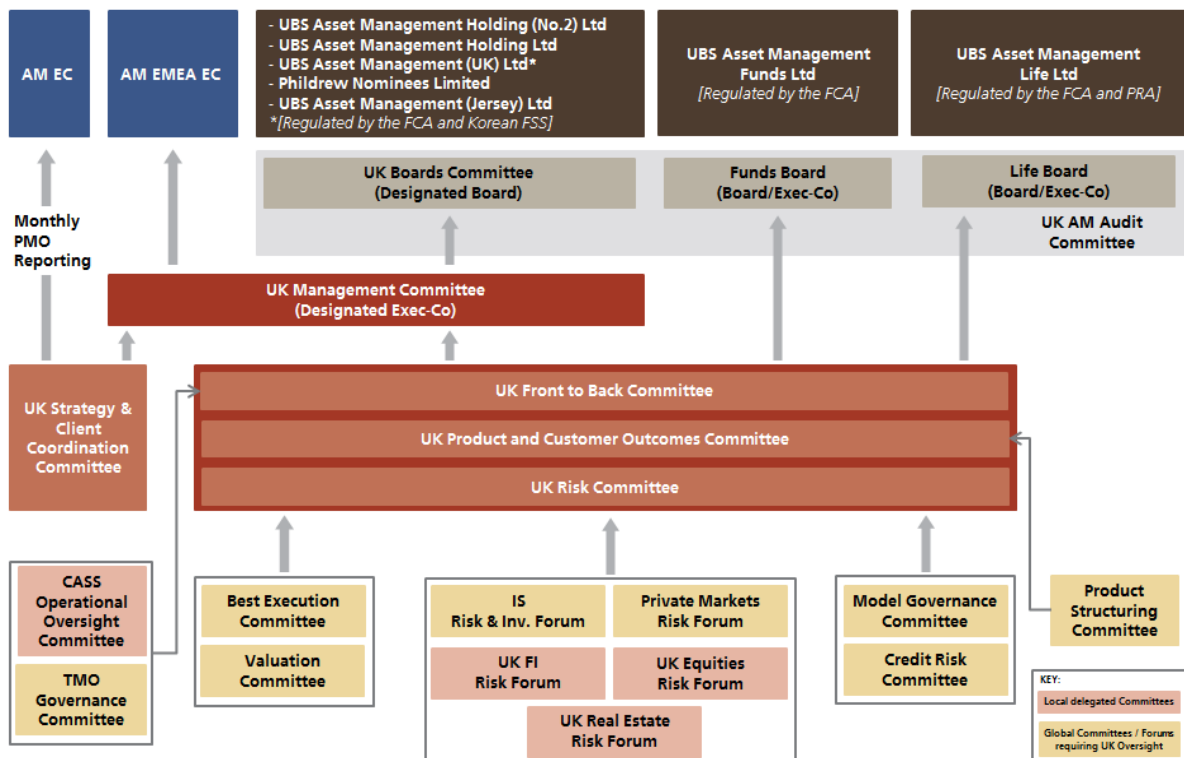 AM EC
AM EMEA EC
- UBS Asset Management Holding (No.2) Ltd
- UBS Asset Management Holding Ltd
- UBS Asset Management (UK) Ltd*
- Phildrew Nominees Limited
- UBS Asset Management (Jersey) Ltd
*[Regulated by the FCA and Korean FSS]
UBS Asset Management
Funds Ltd
[Regulated by the FCA]
UBS Asset Management
Life Ltd
[Regulated by the FCA and PRA]
UK Boards Committee
(Designated Board)
Funds Board
(Board/Exec-Co)
Life Board
(Board/Exec-Co)
UK AM Audit
Committee
Monthly
PMO
Reporting
UK Management Committee
(Designated Exec-Co)
UK Strategy &
Client
Coordination
Committee
UK Front to Back Committee
UK Product and Customer Outcomes Committee
UK Risk Committee
CASS
Operational
Oversight
Committee
TMO
Governance
Committee
Best Execution
Committee
Valuation
Committee
IS
Risk & Inv. Forum
Private Markets
Risk Forum
UK FI
Risk Forum
UK Equities
Risk Forum
UK Real Estate
Risk Forum
Model Governance
Committee
Credit Risk
Committee
Product
Structuring
Committee
KEY:
Local delegated Committees
Global Committees / Forums
requiring UK Oversight